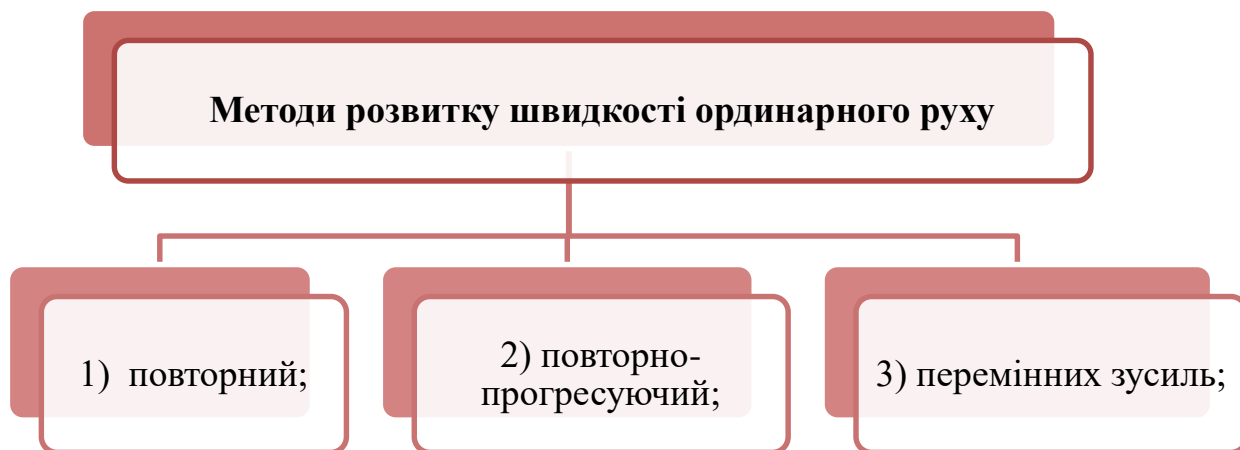 Методи розвитку швидкості ординарного руху
1) повторний;
2) повторно-
прогресуючий;
3) перемінних зусиль;